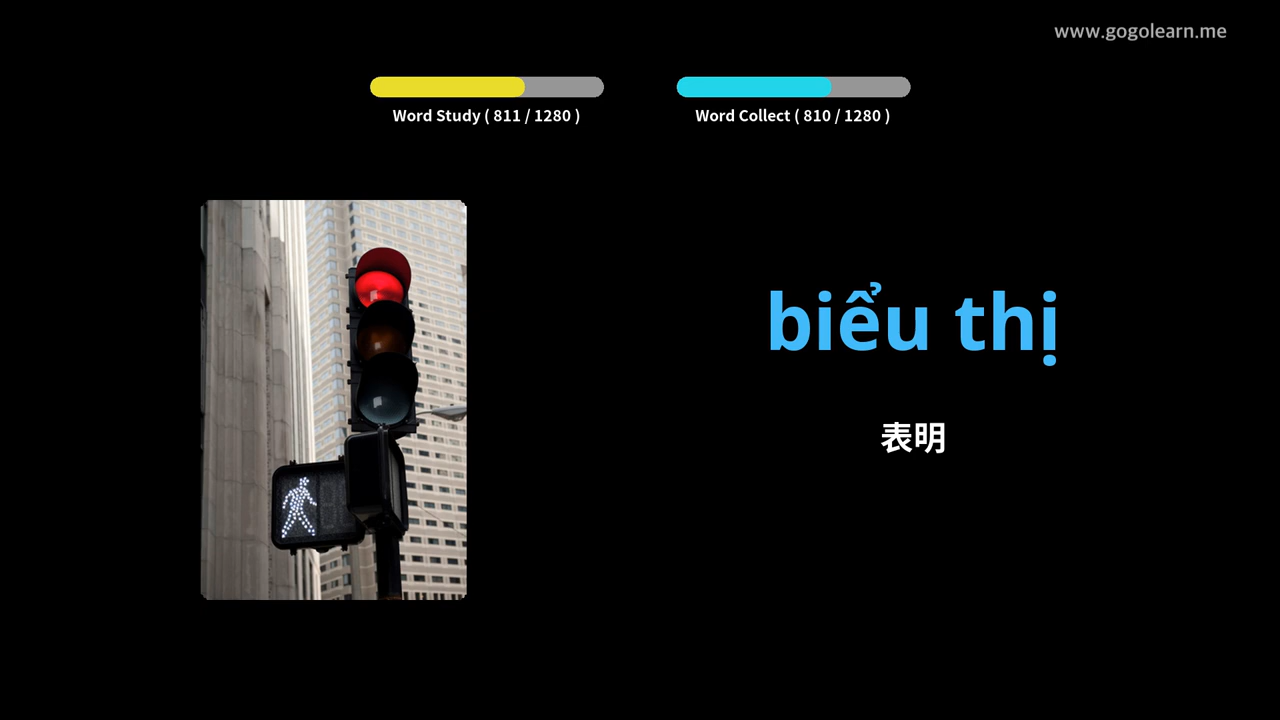 www.gogolearn.me
Word Study ( 811 / 1280 )
Word Collect ( 810 / 1280 )
biểu thị
表明